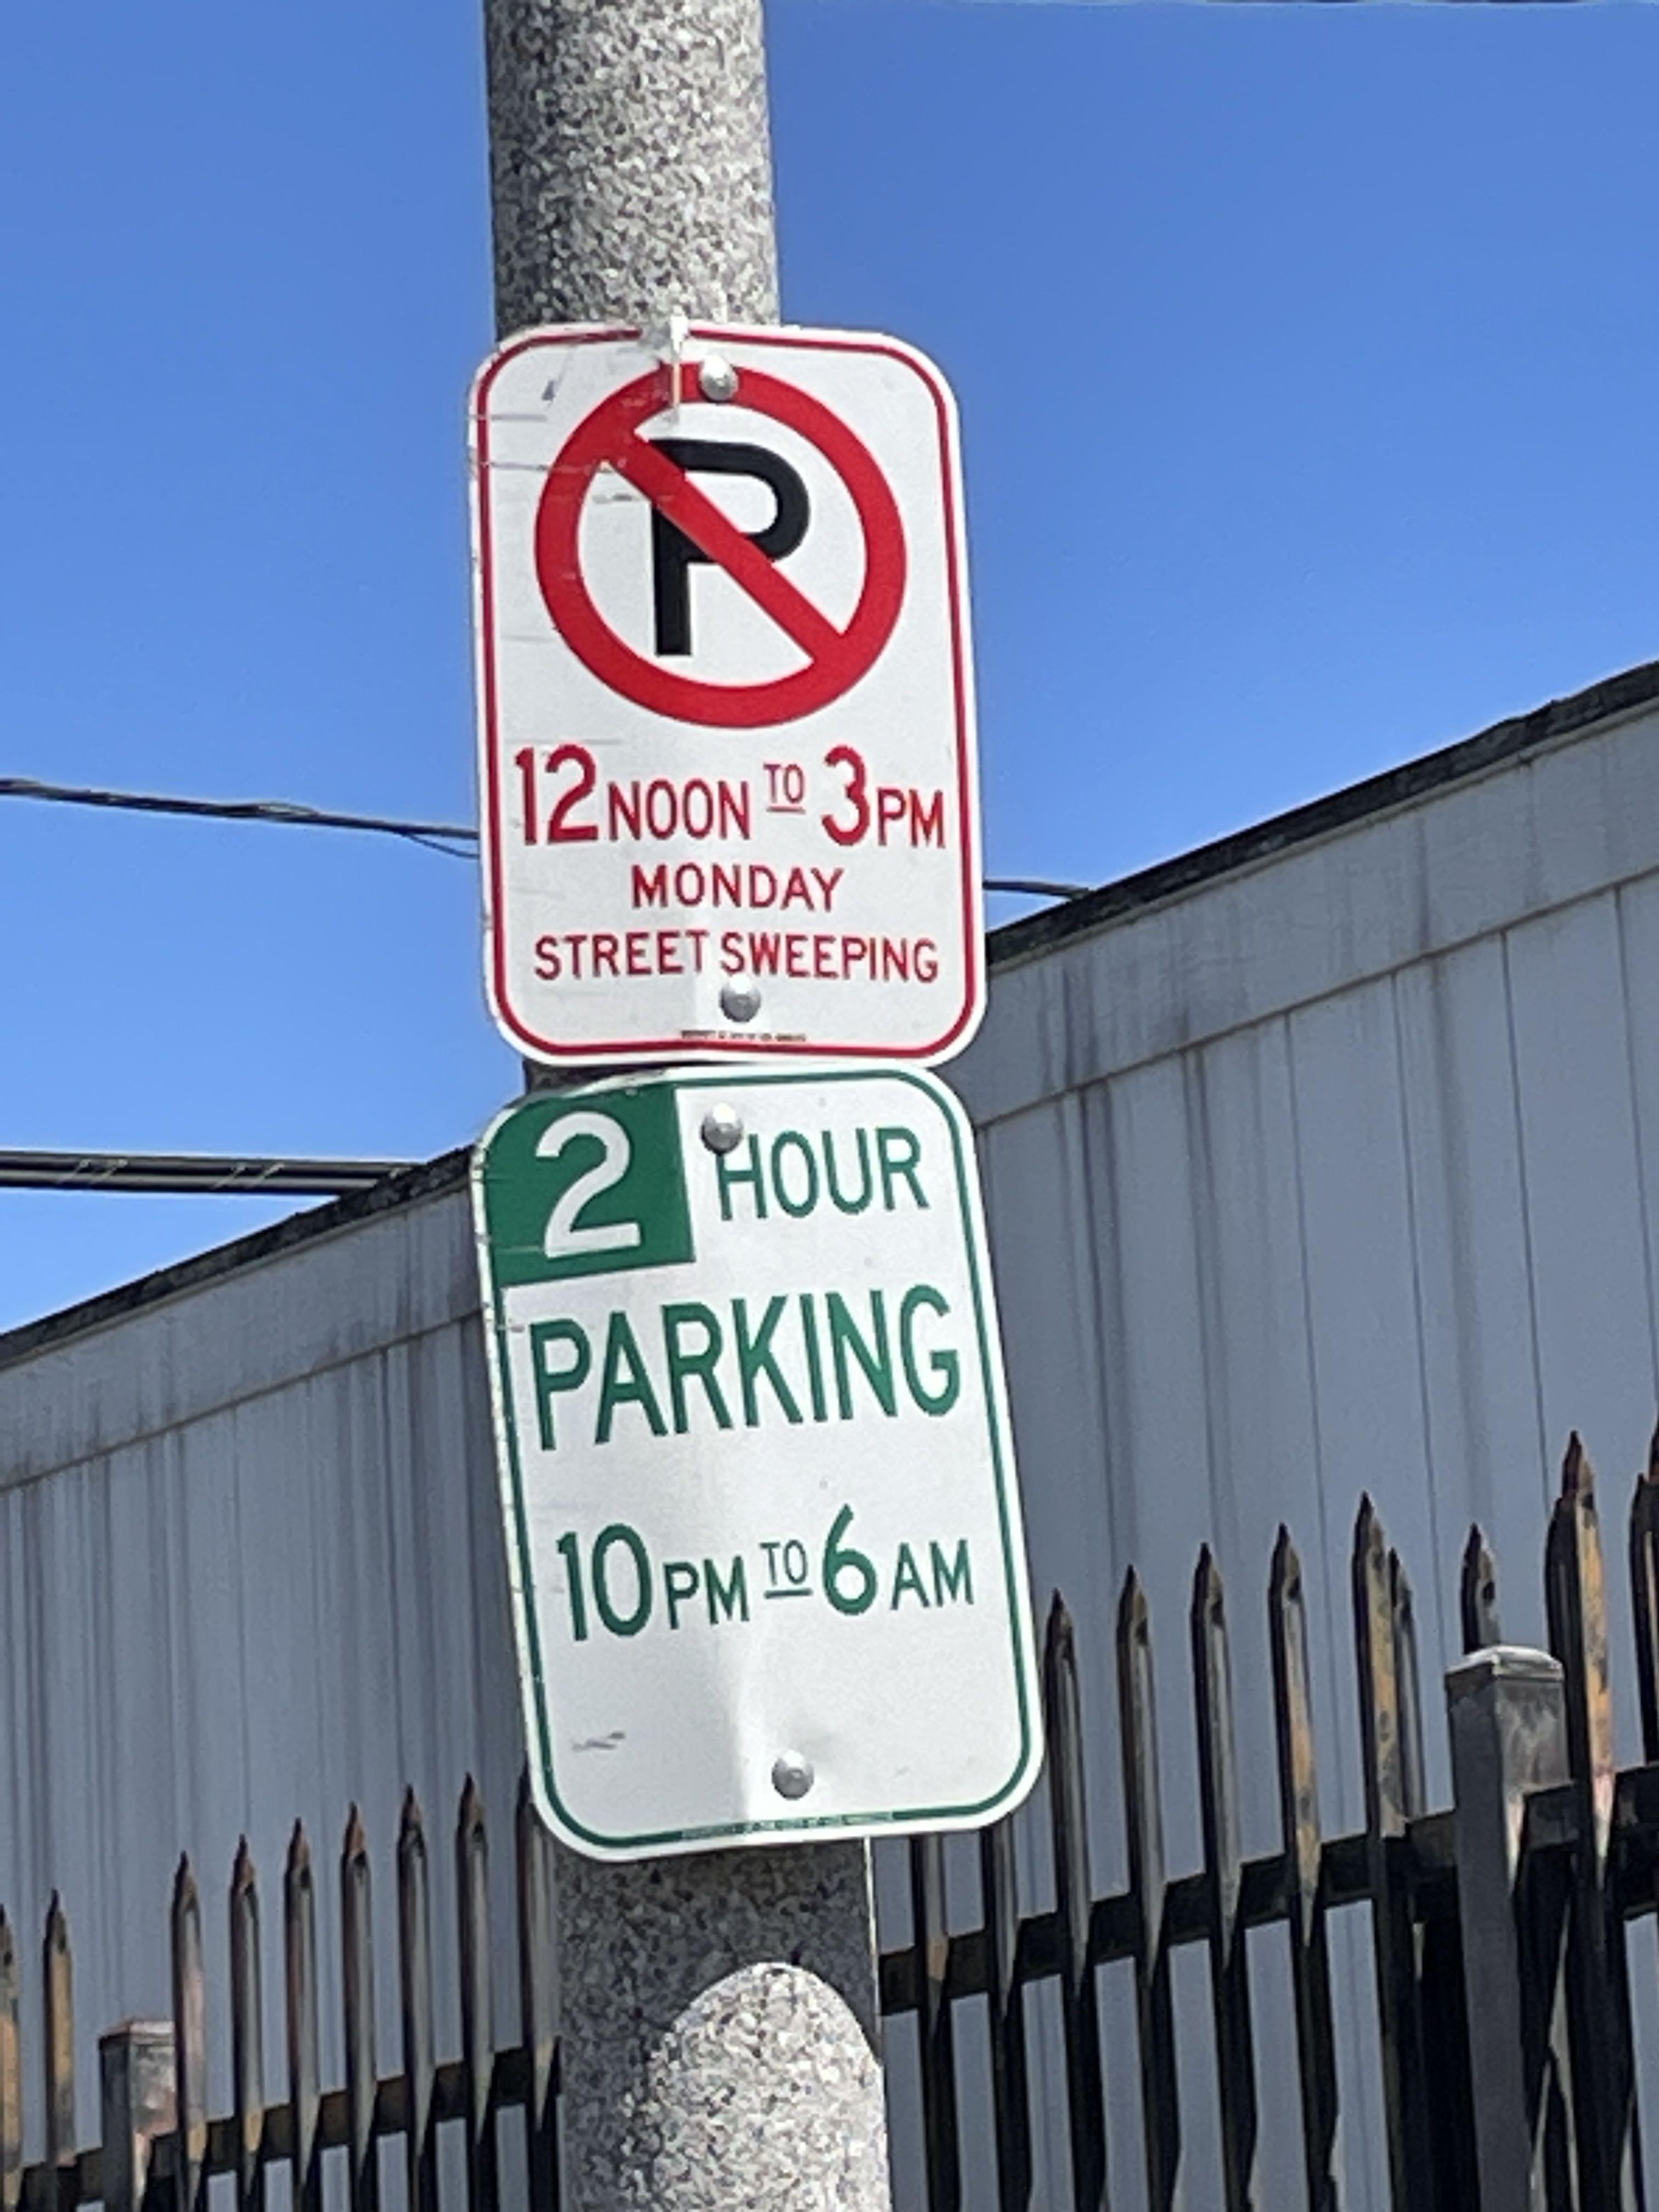 P
12 NOON TO 3 PM
MONDAY
STREET SWEEPING
2 HOUR
PARKING
10 PM TO 6 AM